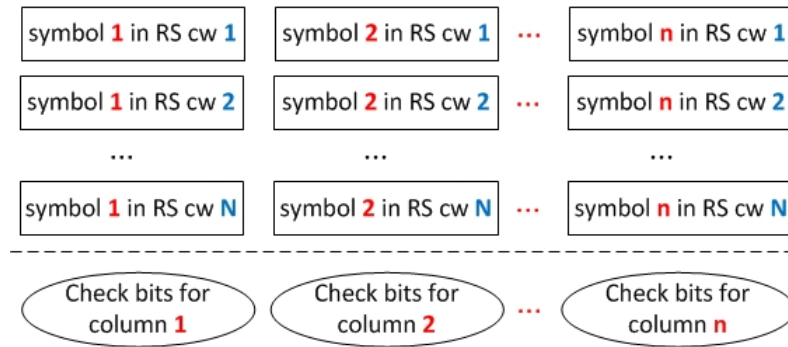 symbol 1 in RS cw 1 symbol 2 in RS cw 1 ... symbol n in RS cw 1
symbol 1 in RS cw 2 symbol 2 in RS cw 2 ... symbol n in RS cw 2
... ... ...
symbol 1 in RS cw N symbol 2 in RS cw N ... symbol n in RS cw N
Check bits for Check bits for ... Check bits for
column 1 column 2 column n